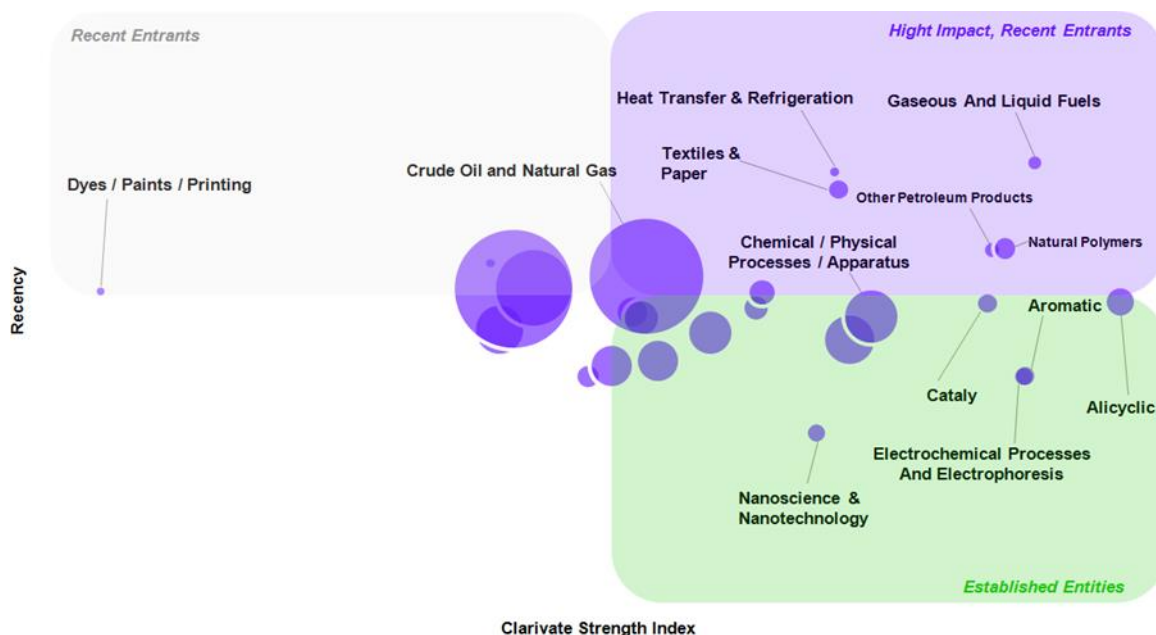 Recent Entrants
Hight Impact, Recent Entrants
Heat Transfer & Refrigeration
Gaseous And Liquid Fuels
Textiles &
Paper
Crude Oil and Natural Gas
Dyes / Paints / Printing
Other Petroleum Products
Chemical / Physical
Processes / Apparatus
Natural Polymers
Recency
Aromatic
Cataly
Alicyclic
Electrochemical Processes
And Electrophoresis
Nanoscience &
Nanotechnology
Established Entities
Clarivate Strength Index